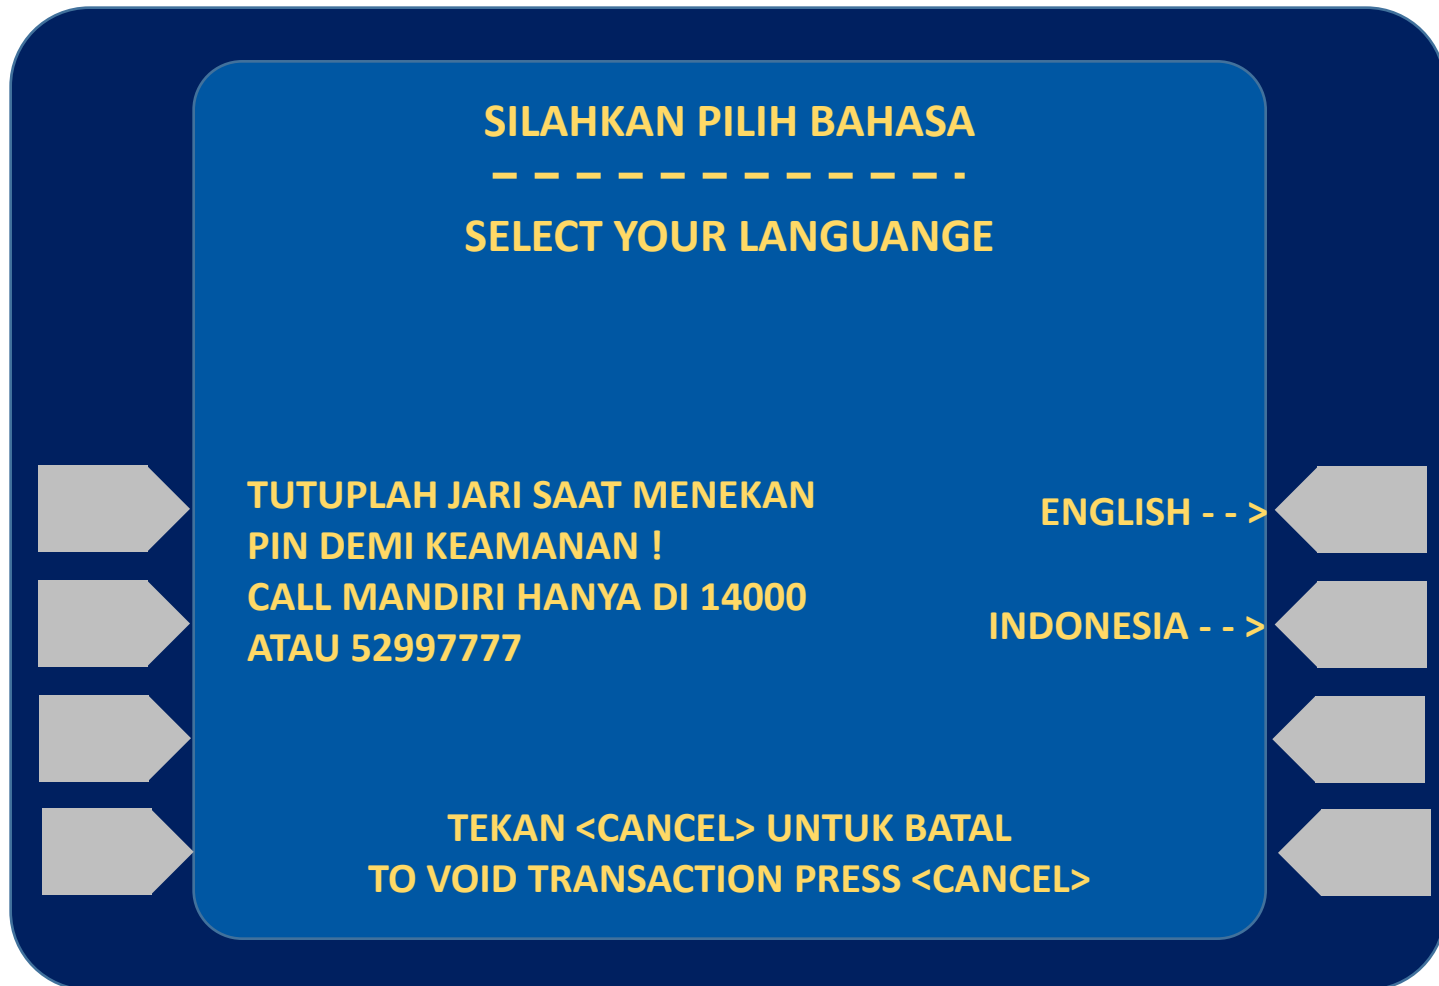 SILAHKAN PILIH BAHASA
- - - - - - - - - - - -
SELECT YOUR LANGUANGE
TUTUPLAH JARI SAAT MENEKAN
PIN DEMI KEAMANAN !
CALL MANDIRI HANYA DI 14000
ATAU 52997777
ENGLISH - - >
INDONESIA - - >
TEKAN <CANCEL> UNTUK BATAL
TO VOID TRANSACTION PRESS <CANCEL>